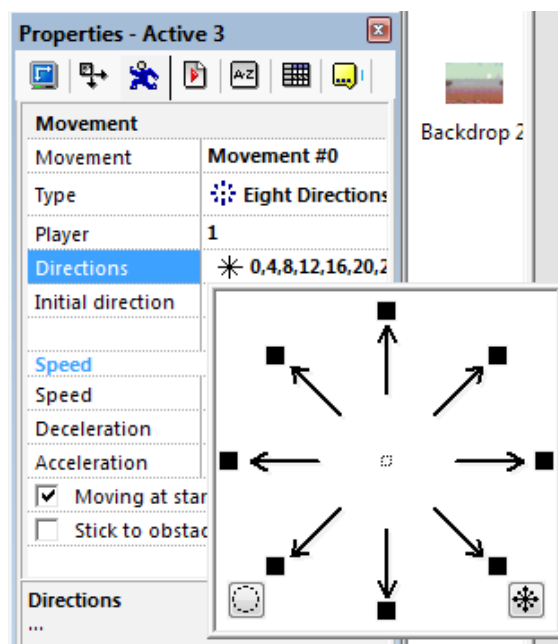 Properties - Active 3
A-Z
Movement
Movement Movement #0
Type Eight Directions
Player 1
Directions 0,4,8,12,16,20,2
Initial direction
Speed
Speed
Deceleration
Acceleration
Moving at star
Stick to obstac
Directions
...
Backdrop 2